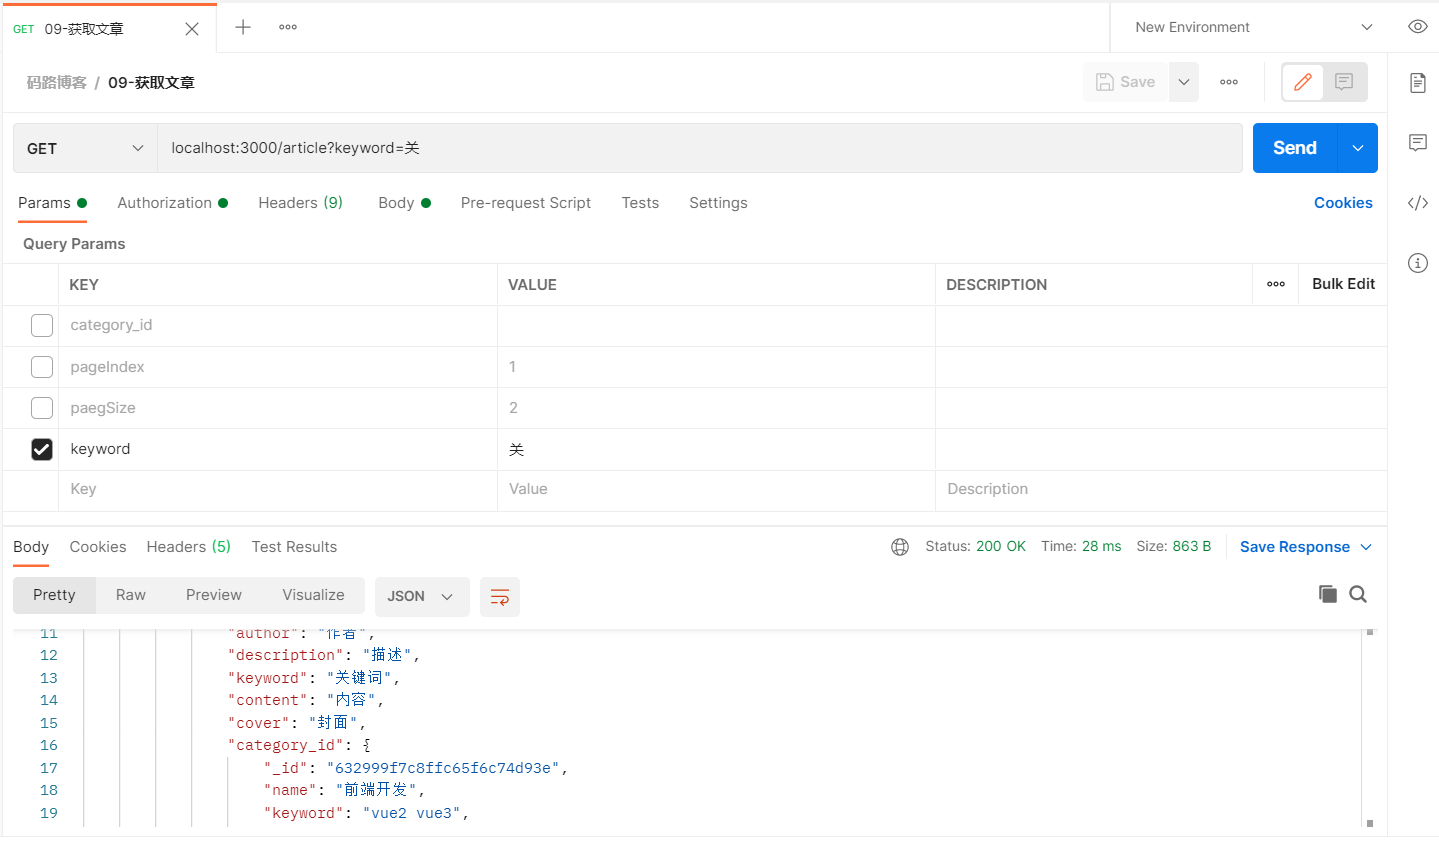 GET 09-获取文章
New Environment
码路博客 / 09-获取文章
Save
GET localhost:3000/article?keyword=关 Send
Params Authorization Headers (9) Body Pre-request Script Tests Settings Cookies
Query Params
KEY VALUE DESCRIPTION Bulk Edit
category_id
pageIndex 1
paegSize 2
keyword 关
Key Value Description
Body Cookies Headers (5) Test Results Status: 200 OK Time: 28 ms Size: 863 B Save Response
Pretty Raw Preview Visualize JSON
11 "author": "作者",
12 "description": "描述",
13 "keyword": "关键词",
14 "content": "内容",
15 "cover": "封面",
16 "category_id": {
17 "_id": "632999f7c8ffc65f6c74d93e",
18 "name": "前端开发",
19 "keyword": "vue2 vue3",